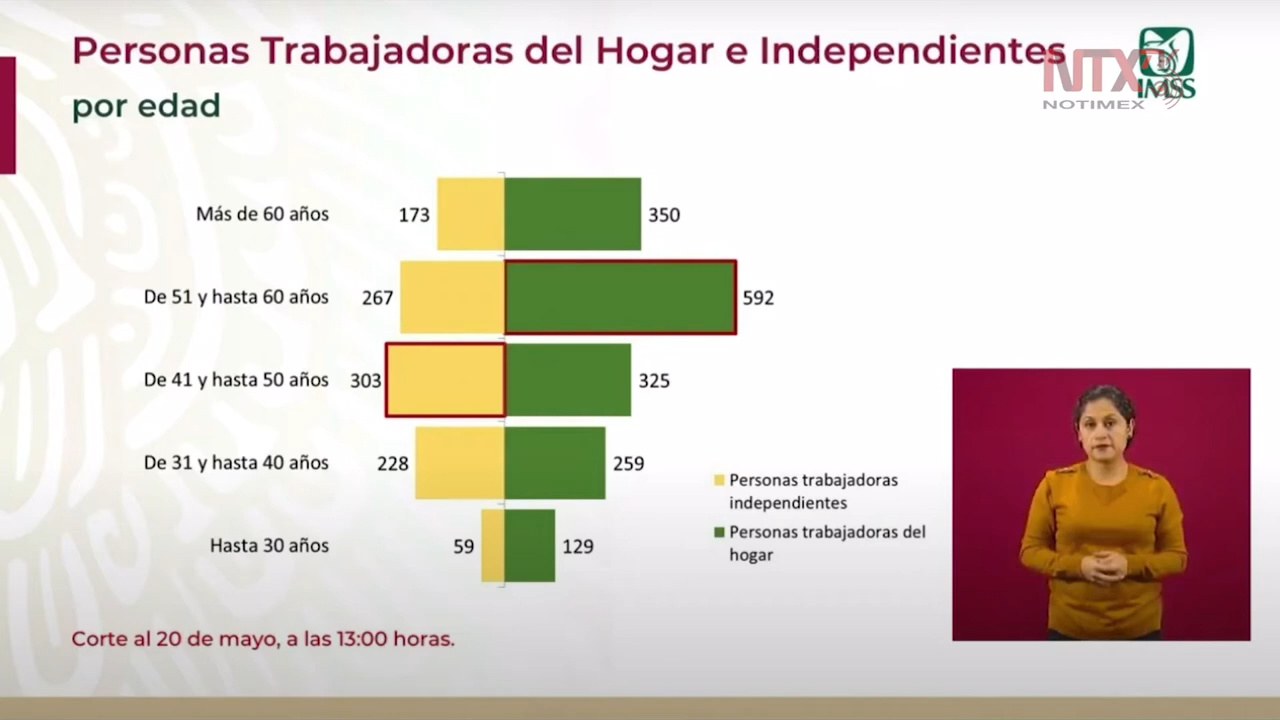 Personas Trabajadoras del Hogar e Independientes
por edad
NTX
NOTIMEX
IMSS
Más de 60 años
173
350
De 51 y hasta 60 años
267
592
De 41 y hasta 50 años
303
325
De 31 y hasta 40 años
228
259
Hasta 30 años
59
129
Personas trabajadoras
independientes
Personas trabajadoras del
hogar
Corte al 20 de mayo, a las 13:00 horas.